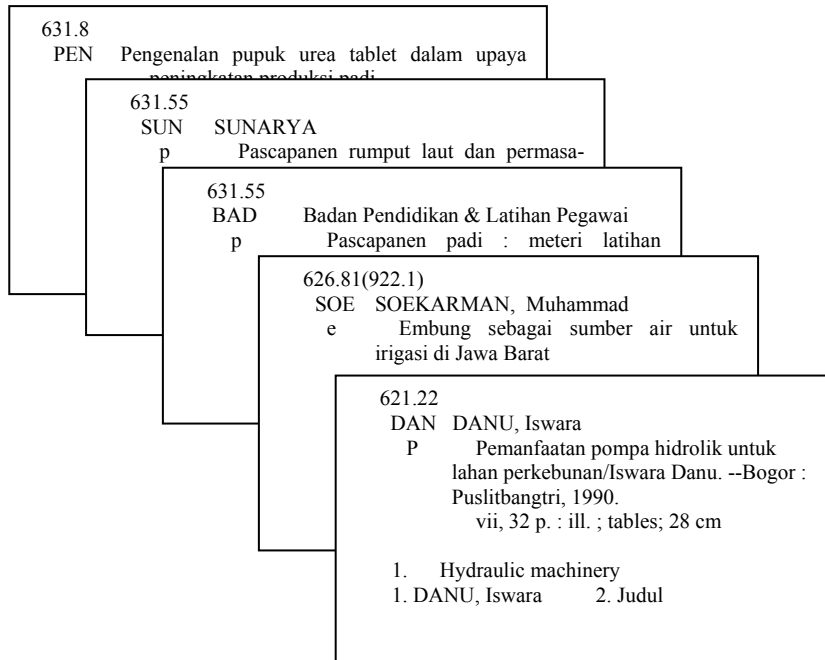 631.8
PEN Pengenalan pupuk urea tablet dalam upaya
peningkatan produksi padi
631.55
SUN SUNARYA
p Pascapanen rumput laut dan permasa-
631.55
BAD Badan Pendidikan & Latihan Pegawai
p Pascapanen padi : meteri latihan
626.81(922.1)
SOE SOEKARMAN, Muhammad
e Embung sebagai sumber air untuk
irigasi di Jawa Barat
621.22
DAN DANU, Iswara
P Pemanfaatan pompa hidrolik untuk
lahan perkebunan/Iswara Danu. --Bogor :
Puslitbangtri, 1990.
vii, 32 p. : ill. ; tables; 28 cm
1. Hydraulic machinery
1. DANU, Iswara 2. Judul